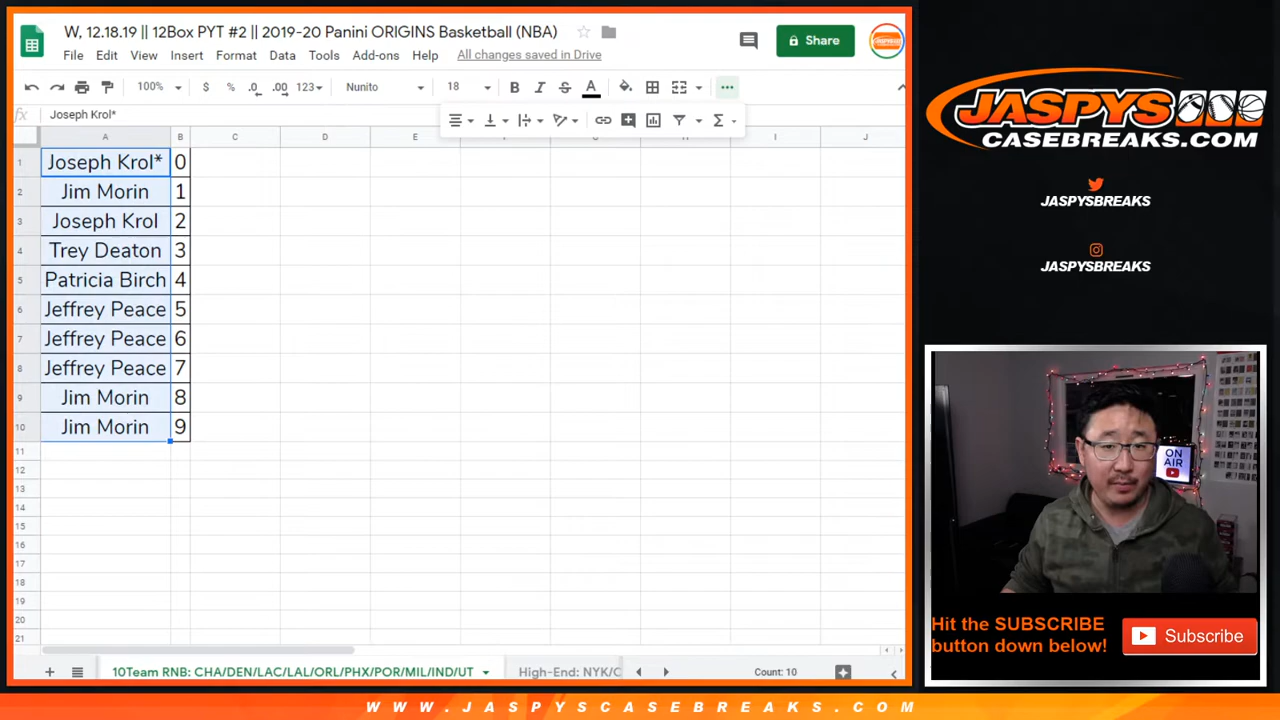 W, 12.18.19 || 12Box PYT #2 || 2019-20 Panini ORIGINS Basketball (NBA)
File Edit View Insert Format Data Tools Add-ons Help All changes saved in Drive
Share
100% $ % .0 .00 123 Nunito 18 B I S A
fx Joseph Krol*
A B C D E I J
1 Joseph Krol* 0
2 Jim Morin 1
3 Joseph Krol 2
4 Trey Deaton 3
5 Patricia Birch 4
6 Jeffrey Peace 5
7 Jeffrey Peace 6
8 Jeffrey Peace 7
9 Jim Morin 8
10 Jim Morin 9
11
12
13
14
15
16
17
18
19
20
21
10Team RNB: CHA/DEN/LAC/LAL/ORL/PHX/POR/MIL/IND/UT High-End: NYK/C Count: 10
JASPYS
CASEBREAKS.COM
JASPYSBREAKS
JASPYSBREAKS
ON
AIR
Hit the SUBSCRIBE
button down below!
Subscribe
WWW.JASPYSCASEBREAKS.COM